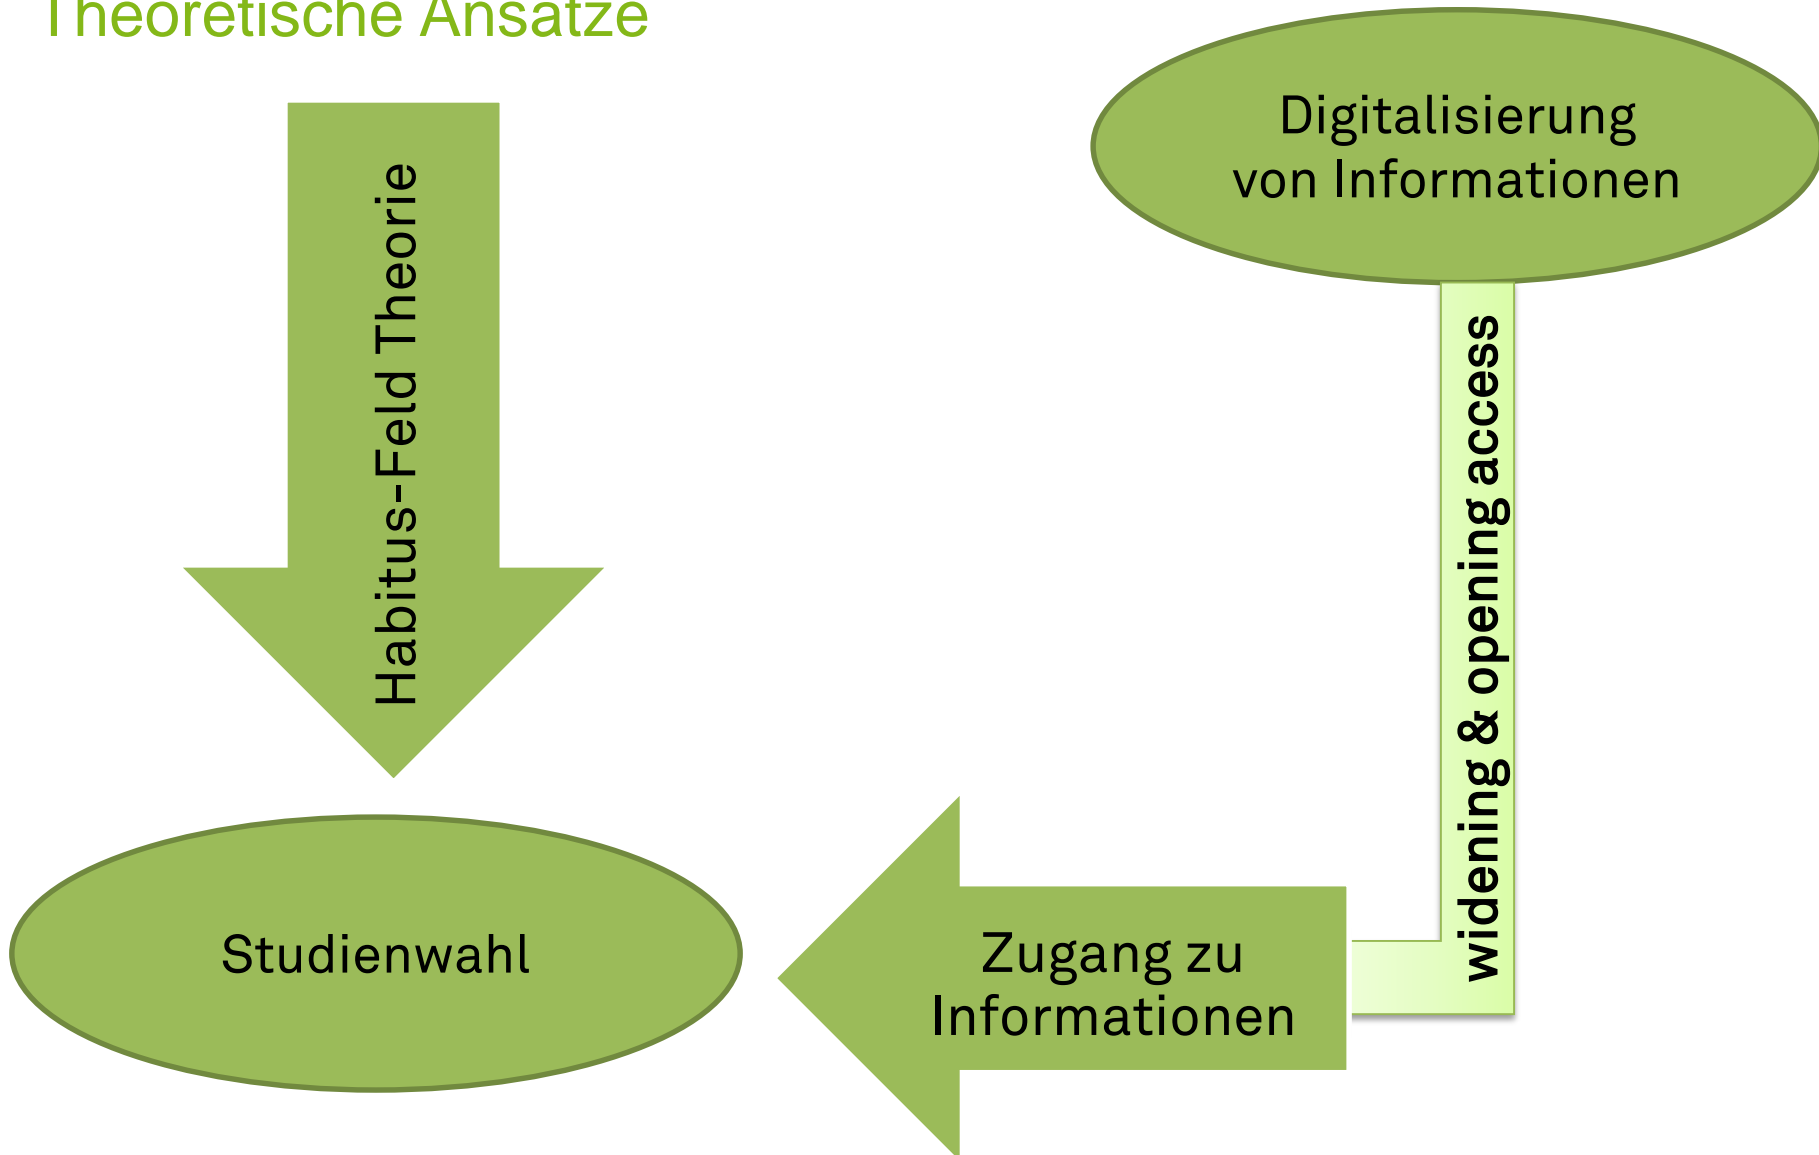 Theoretische Ansätze
Digitalisierung
von Informationen
Habitus-Feld Theorie
widening & opening access
Studienwahl
Zugang zu
Informationen